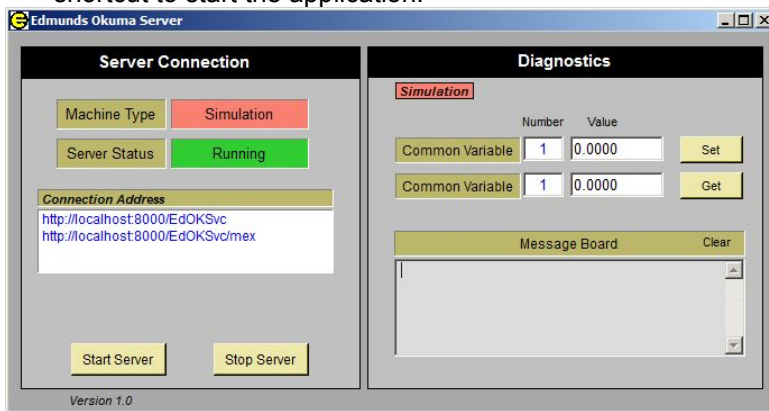 shortcut to start the application.
Edmunds Okuma Server
Server Connection
Machine Type Simulation
Server Status Running
Connection Address
http://localhost:8000/EdOKSvc
http://localhost:8000/EdOKSvc/mex
Start Server Stop Server
Version 1.0
Diagnostics
Simulation
Number Value
Common Variable 1 0.0000 Set
Common Variable 1 0.0000 Get
Message Board Clear